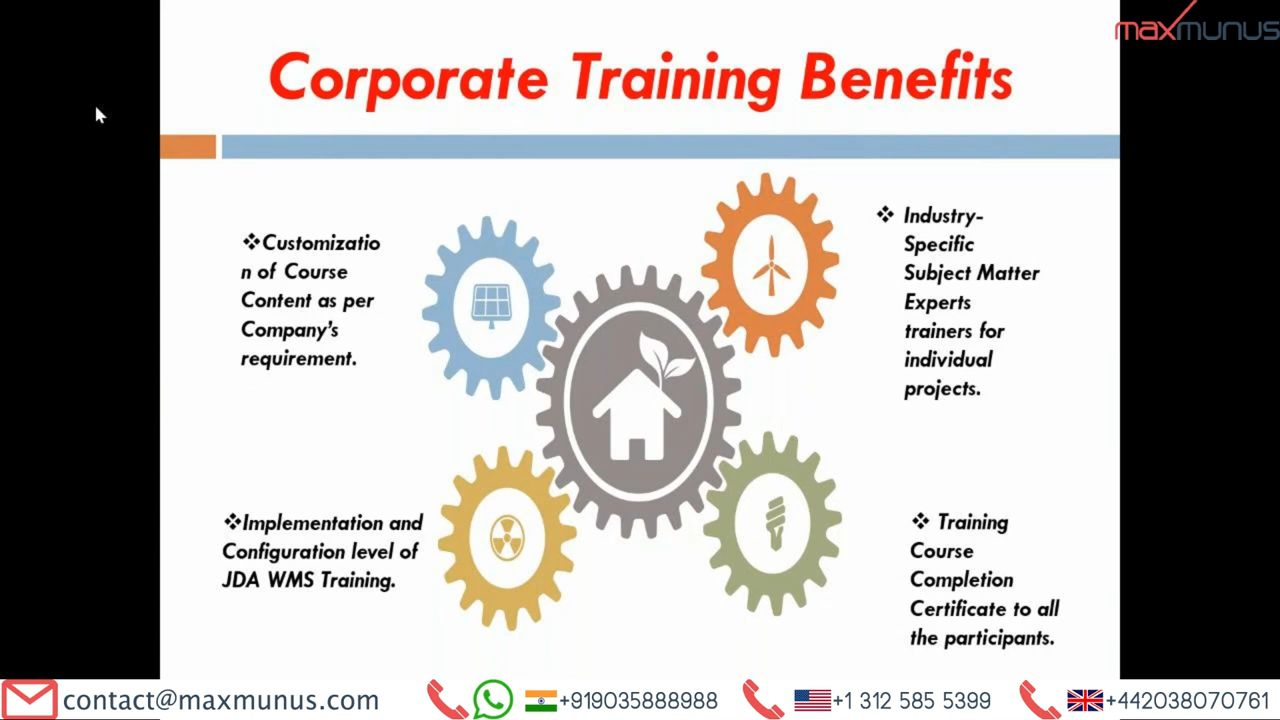 maxmunus
Corporate Training Benefits
❖Customizatio
n of Course
Content as per
Company's
requirement.
❖ Industry-
Specific
Subject Matter
Experts
trainers for
individual
projects.
❖Implementation and
Configuration level of
JDA WMS Training.
❖ Training
Course
Completion
Certificate to all
the participants.
contact@maxmunus.com +919035888988 +1 312 585 5399 +442038070761